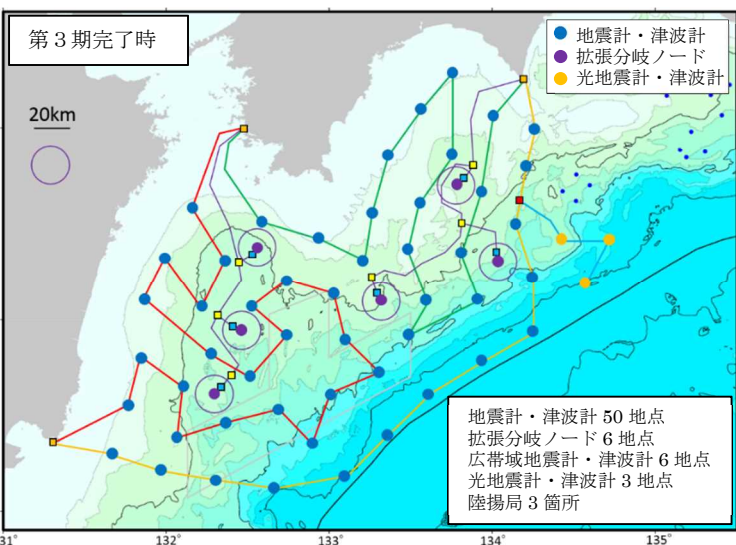 第３期完了時
地震計・津波計
拡張分岐ノード
光地震計・津波計
20km
地震計・津波計 50 地点
拡張分岐ノード 6 地点
広帯域地震計・津波計 6 地点
光地震計・津波計 3 地点
陸揚局 3 箇所
31° 132° 133° 134° 135°